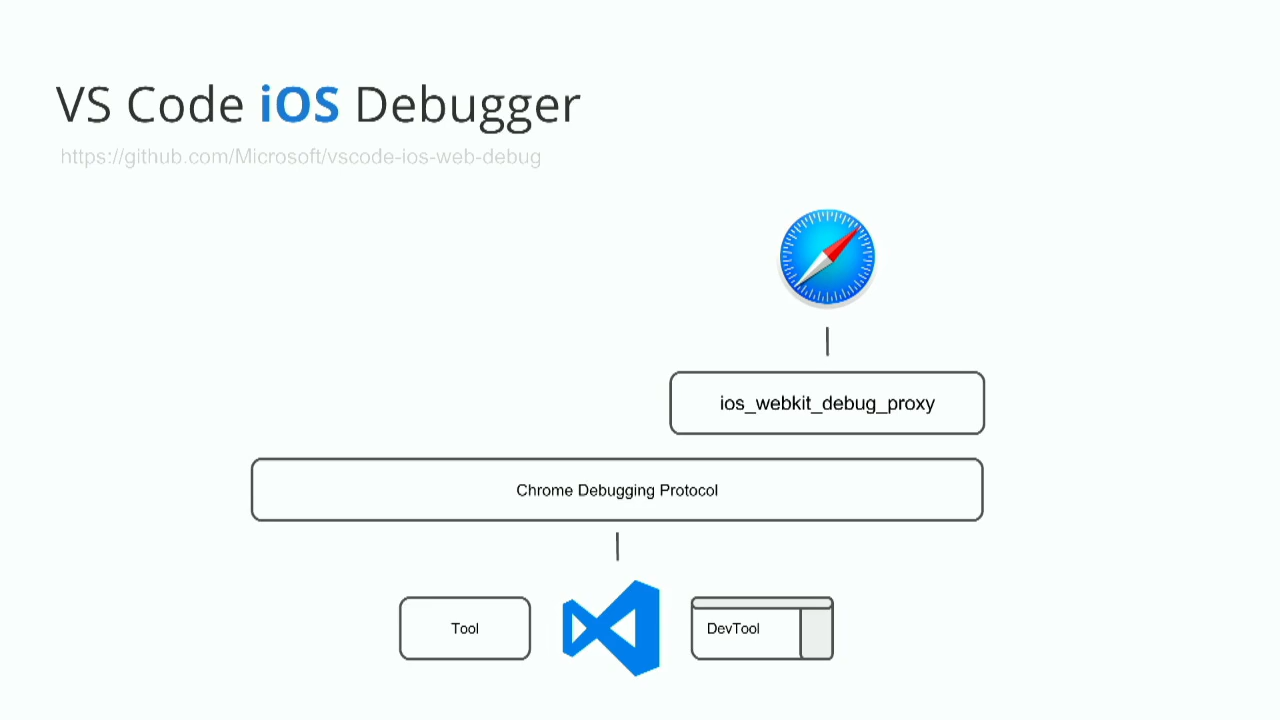 VS Code iOS Debugger
https://github.com/Microsoft/vscode-ios-web-debug
ios_webkit_debug_proxy
Chrome Debugging Protocol
Tool
DevTool